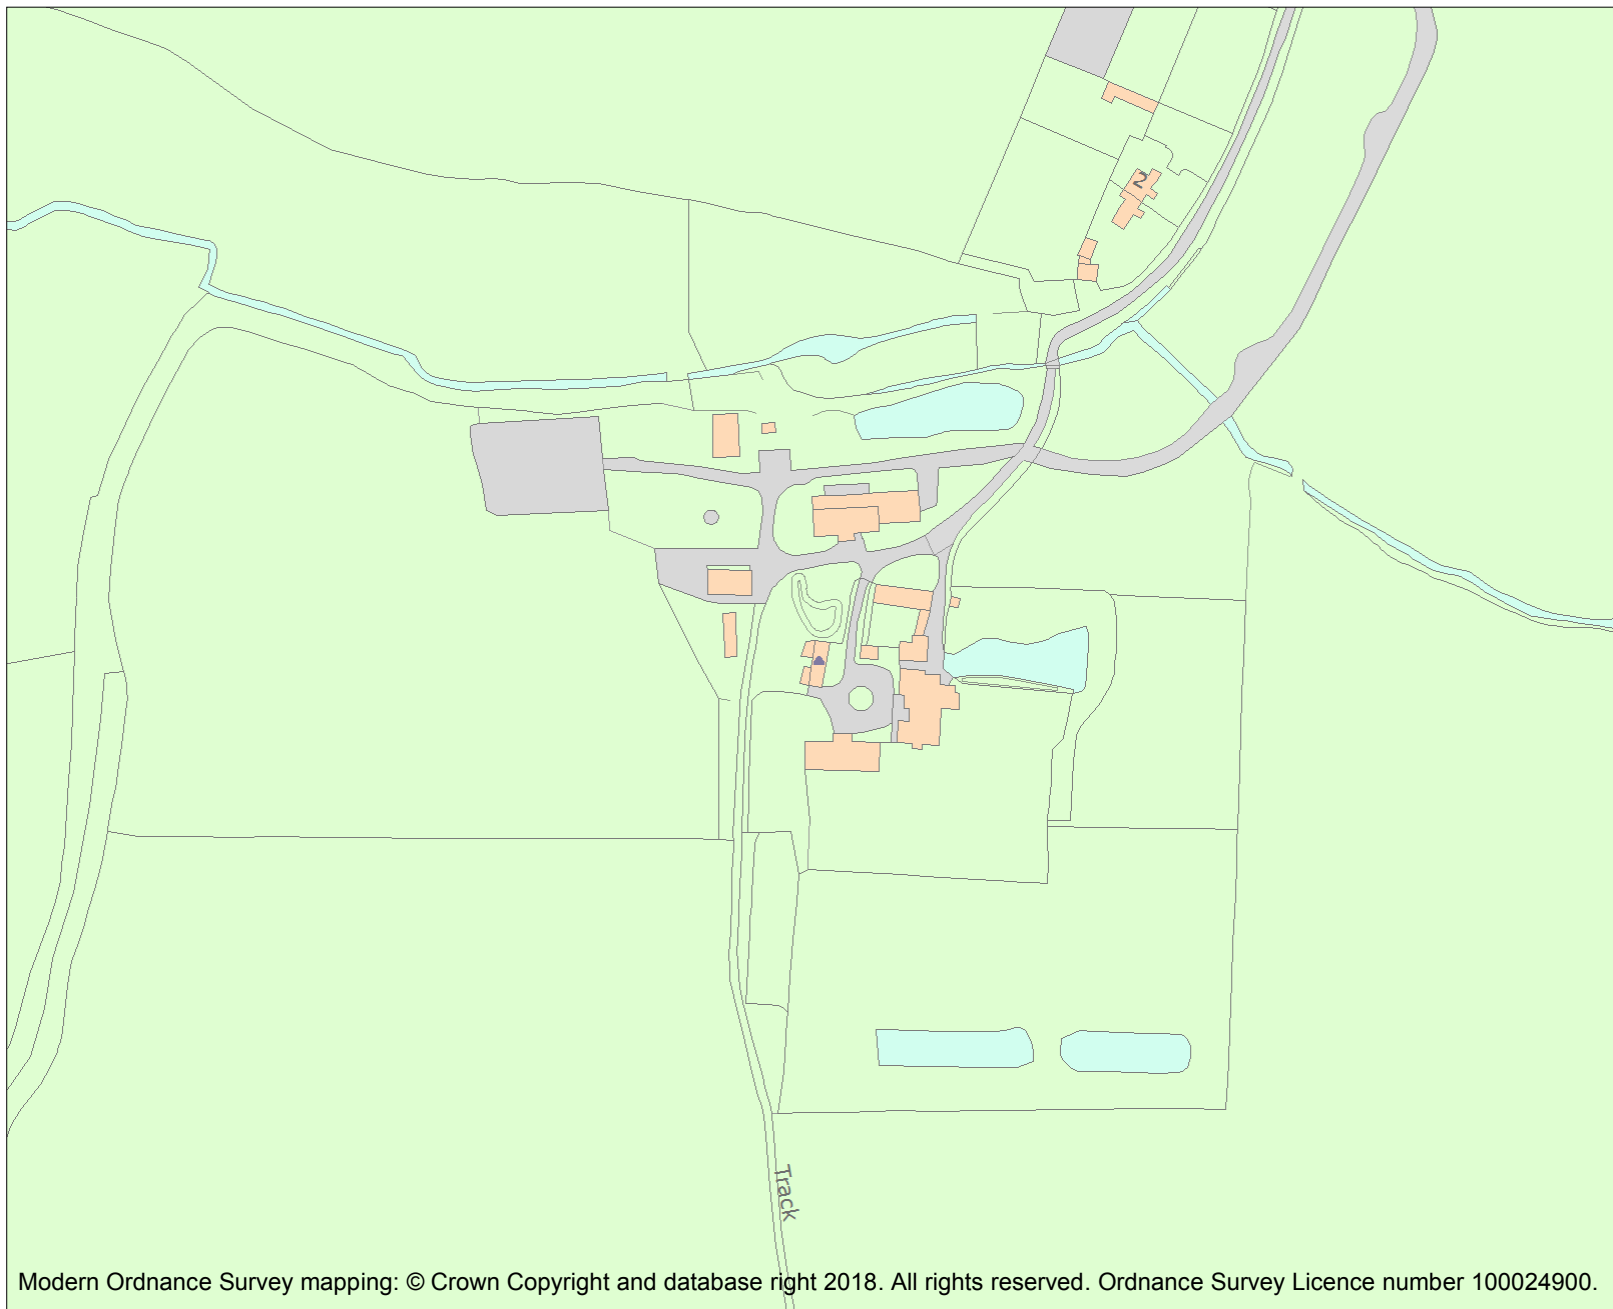 2
Track
Modern Ordnance Survey mapping: © Crown Copyright and database right 2018. All rights reserved. Ordnance Survey Licence number 100024900.